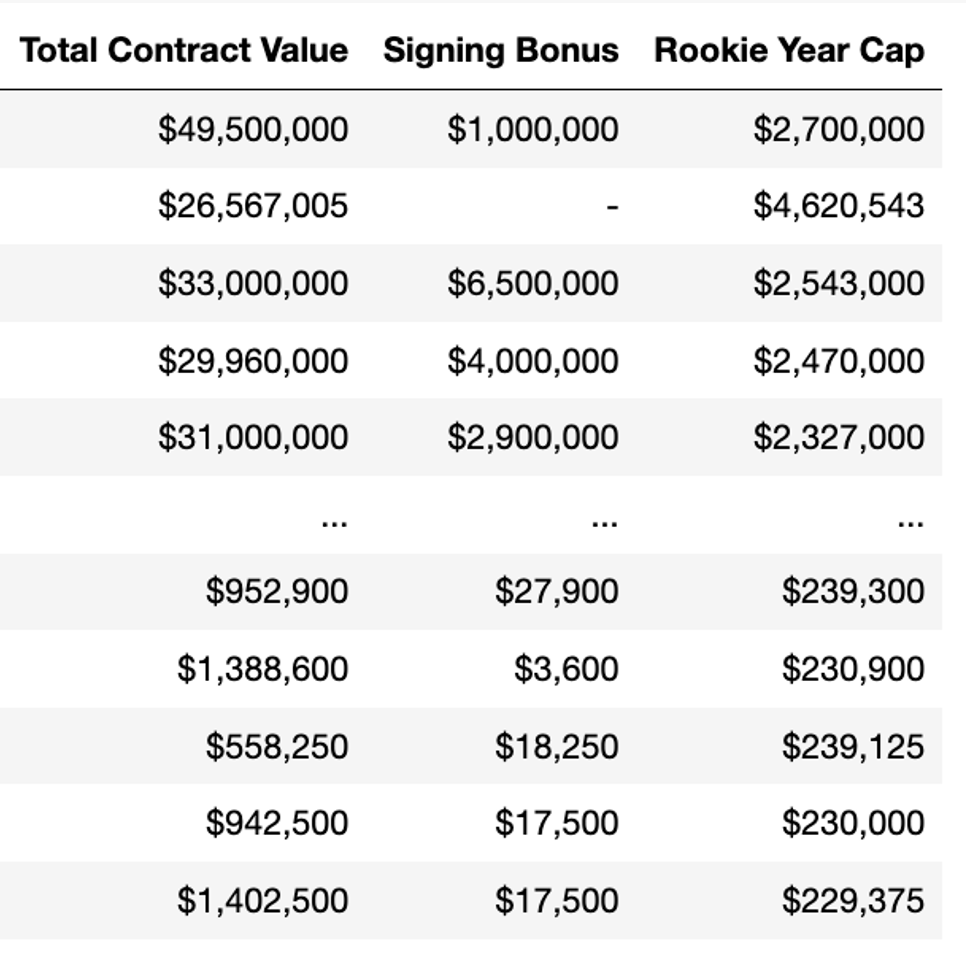 Total Contract Value Signing Bonus Rookie Year Cap
$49,500,000 $1,000,000 $2,700,000
$26,567,005 - $4,620,543
$33,000,000 $6,500,000 $2,543,000
$29,960,000 $4,000,000 $2,470,000
$31,000,000 $2,900,000 $2,327,000
... ... ...
$952,900 $27,900 $239,300
$1,388,600 $3,600 $230,900
$558,250 $18,250 $239,125
$942,500 $17,500 $230,000
$1,402,500 $17,500 $229,375